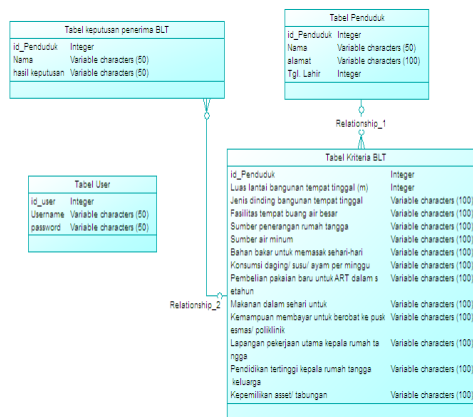 Tabel keputusan penerima BLT
id_Penduduk Integer
Nama Variable characters (50)
hasil keputusan Variable characters (50)
Tabel Penduduk
id_Penduduk Integer
Nama Variable characters (50)
alamat Variable characters (100)
Tgl. Lahir Integer
Relationship_1
Tabel User
id_user Integer
Username Variable characters (50)
password Variable characters (50)
Relationship_2
Tabel Kriteria BLT
id_Penduduk Integer
Luas lantai bangunan tempat tinggal (m) Integer
Jenis dinding bangunan tempat tinggal Variable characters (100)
Fasilitas tempat buang air besar Variable characters (100)
Sumber penerangan rumah tangga Variable characters (100)
Sumber air minum Variable characters (100)
Bahan bakar untuk memasak sehari-hari Variable characters (100)
Konsumsi daging/ susu/ ayam per minggu Variable characters (100)
Pembelian pakaian baru untuk ART dalam s Variable characters (100)
etahun
Makanan dalam sehari untuk Variable characters (100)
Kemampuan membayar untuk berobat ke pusk Variable characters (100)
esmas/ poliklinik
Lapangan pekerjaan utama kepala rumah ta Variable characters (100)
ngga
Pendidikan tertinggi kepala rumah tangga Variable characters (100)
keluarga
Kepemilikan asset/ tabungan Variable characters (100)